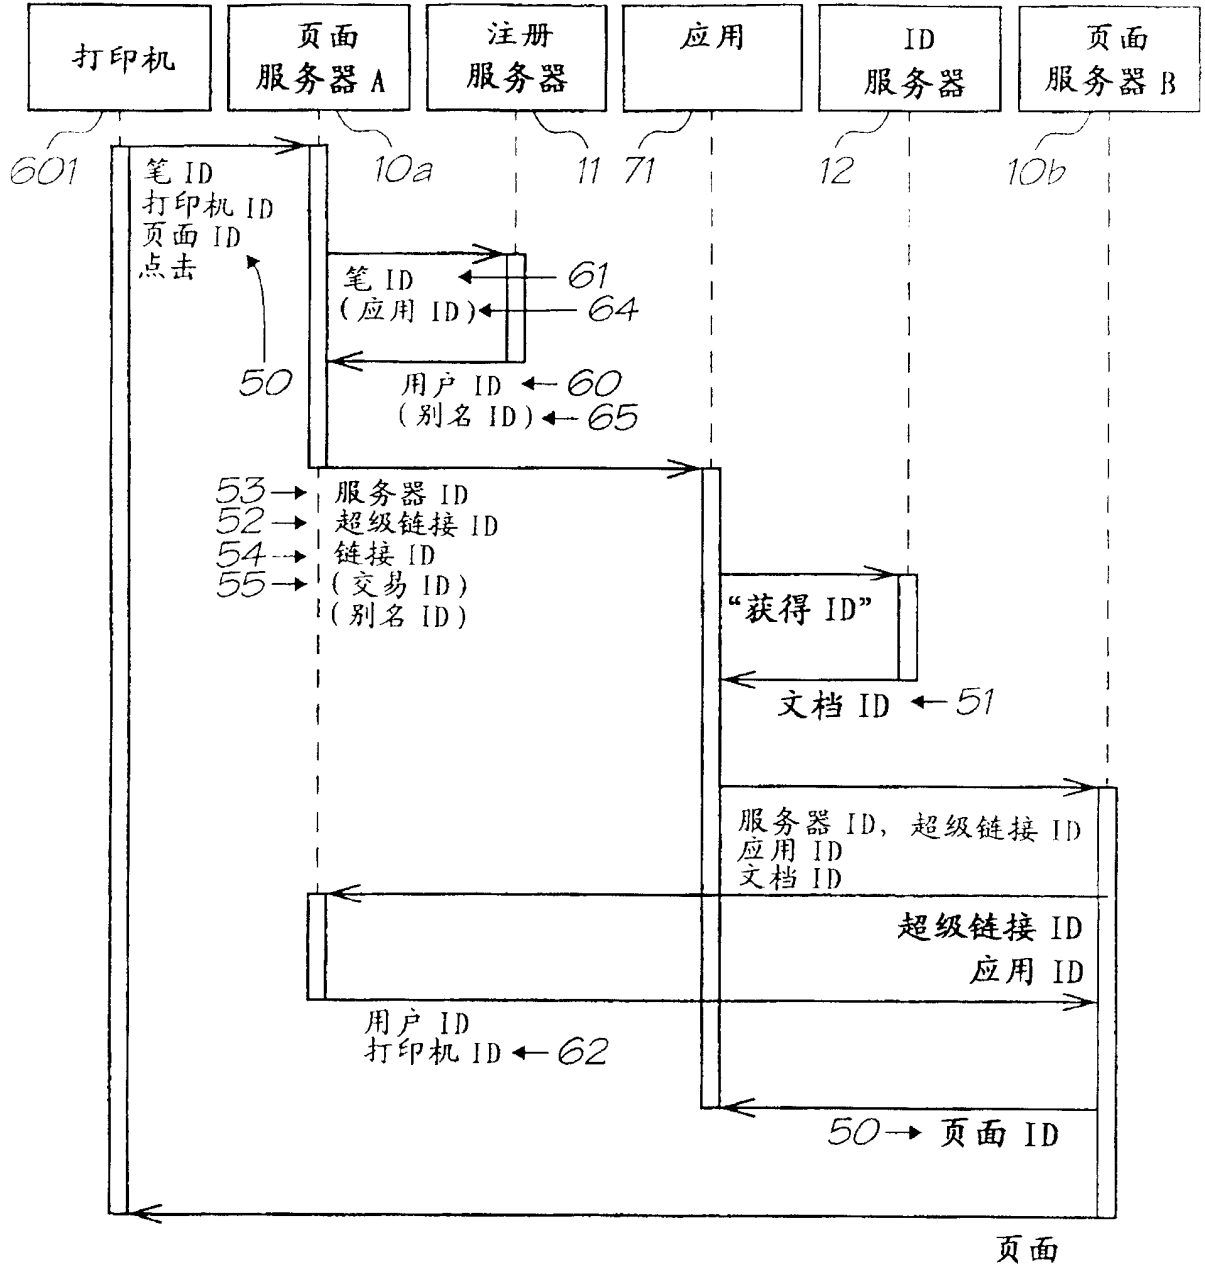 打印机
页面
服务器 A
注册
服务器
应用
ID
服务器
页面
服务器 B
601
10a
11
71
12
10b
笔 ID
打印机 ID
页面 ID
点击
50
笔 ID
61
(应用 ID)
64
用户 ID
60
(别名 ID)
65
53
服务器 ID
52
超级链接 ID
54
链接 ID
55
(交易 ID)
(别名 ID)
“获得 ID”
文档 ID
51
服务器 ID, 超级链接 ID
应用 ID
文档 ID
超级链接 ID
应用 ID
用户 ID
打印机 ID
62
50
页面 ID
页面